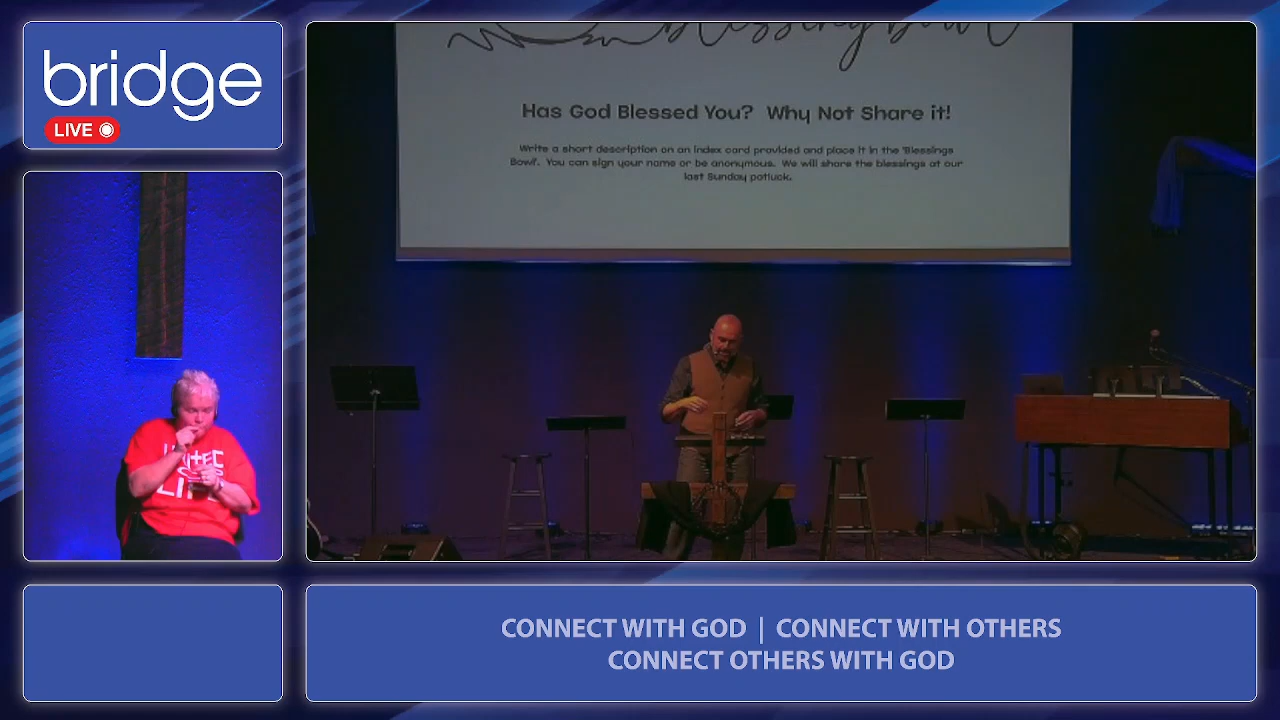 bridge
LIVE
Blessing Bowl
Has God Blessed You? Why Not Share it!
Write a short description on an index card provided and place it in the 'Blessings
Bowl'. You can sign your name or be anonymous. We will share the blessings at our
last Sunday potluck.
CONNECT WITH GOD | CONNECT WITH OTHERS
CONNECT OTHERS WITH GOD